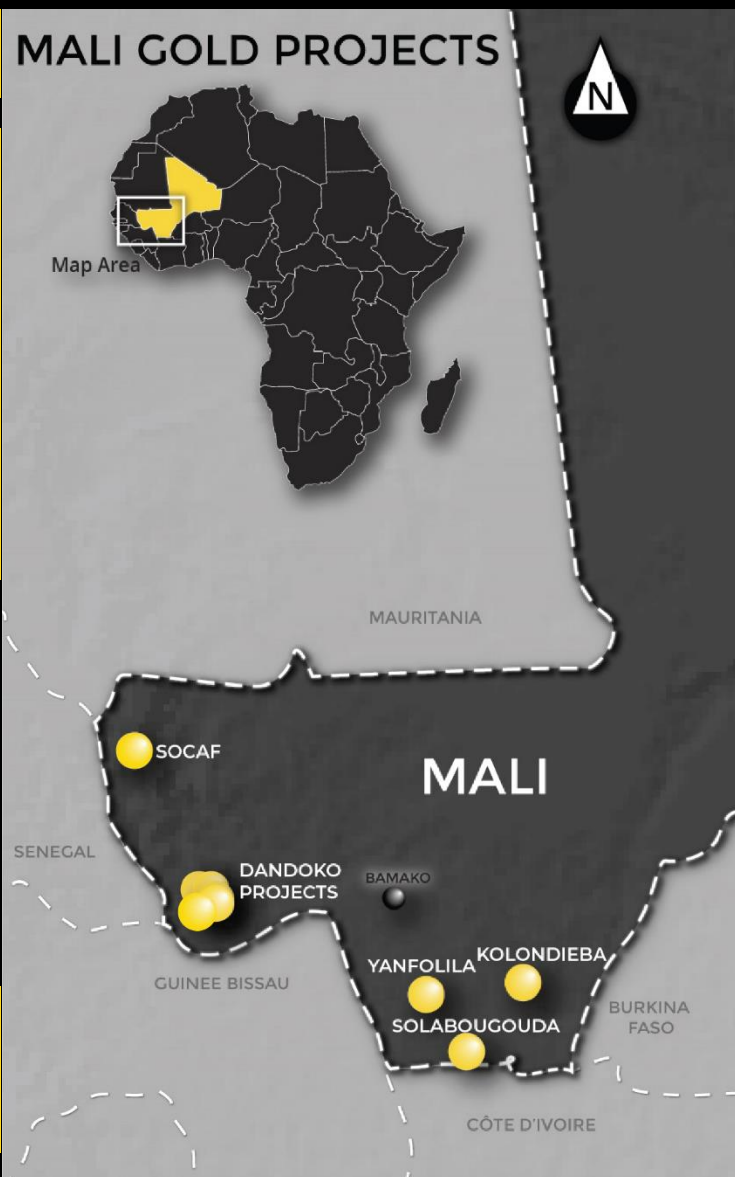 MALI GOLD PROJECTS
N
Map Area
MAURITANIA
SOCAF
MALI
SENEGAL
DANDOKO
PROJECTS
BAMAKO
GUINEE BISSAU
YANFOLILA
KOLONDIEBA
SOLABOUGOUDA
BURKINA
FASO
CÔTE D'IVOIRE